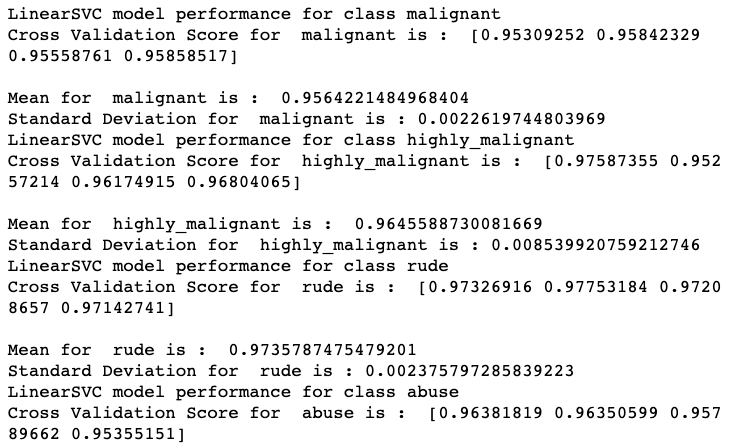 LinearSVC model performance for class malignant
Cross Validation Score for  malignant is :  [0.95309252 0.95842329
0.95558761 0.95858517]
Mean for  malignant is :  0.9564221484968404
Standard Deviation for  malignant is : 0.0022619744803969
LinearSVC model performance for class highly_malignant
Cross Validation Score for  highly_malignant is :  [0.97587355 0.952
57214 0.96174915 0.96804065]
Mean for  highly_malignant is :  0.9645588730081669
Standard Deviation for  highly_malignant is : 0.008539920759212746
LinearSVC model performance for class rude
Cross Validation Score for  rude is :  [0.97326916 0.97753184 0.9720
8657 0.97142741]
Mean for  rude is :  0.9735787475479201
Standard Deviation for  rude is : 0.002375797285839223
LinearSVC model performance for class abuse
Cross Validation Score for  abuse is :  [0.96381819 0.96350599 0.957
89662 0.95355151]